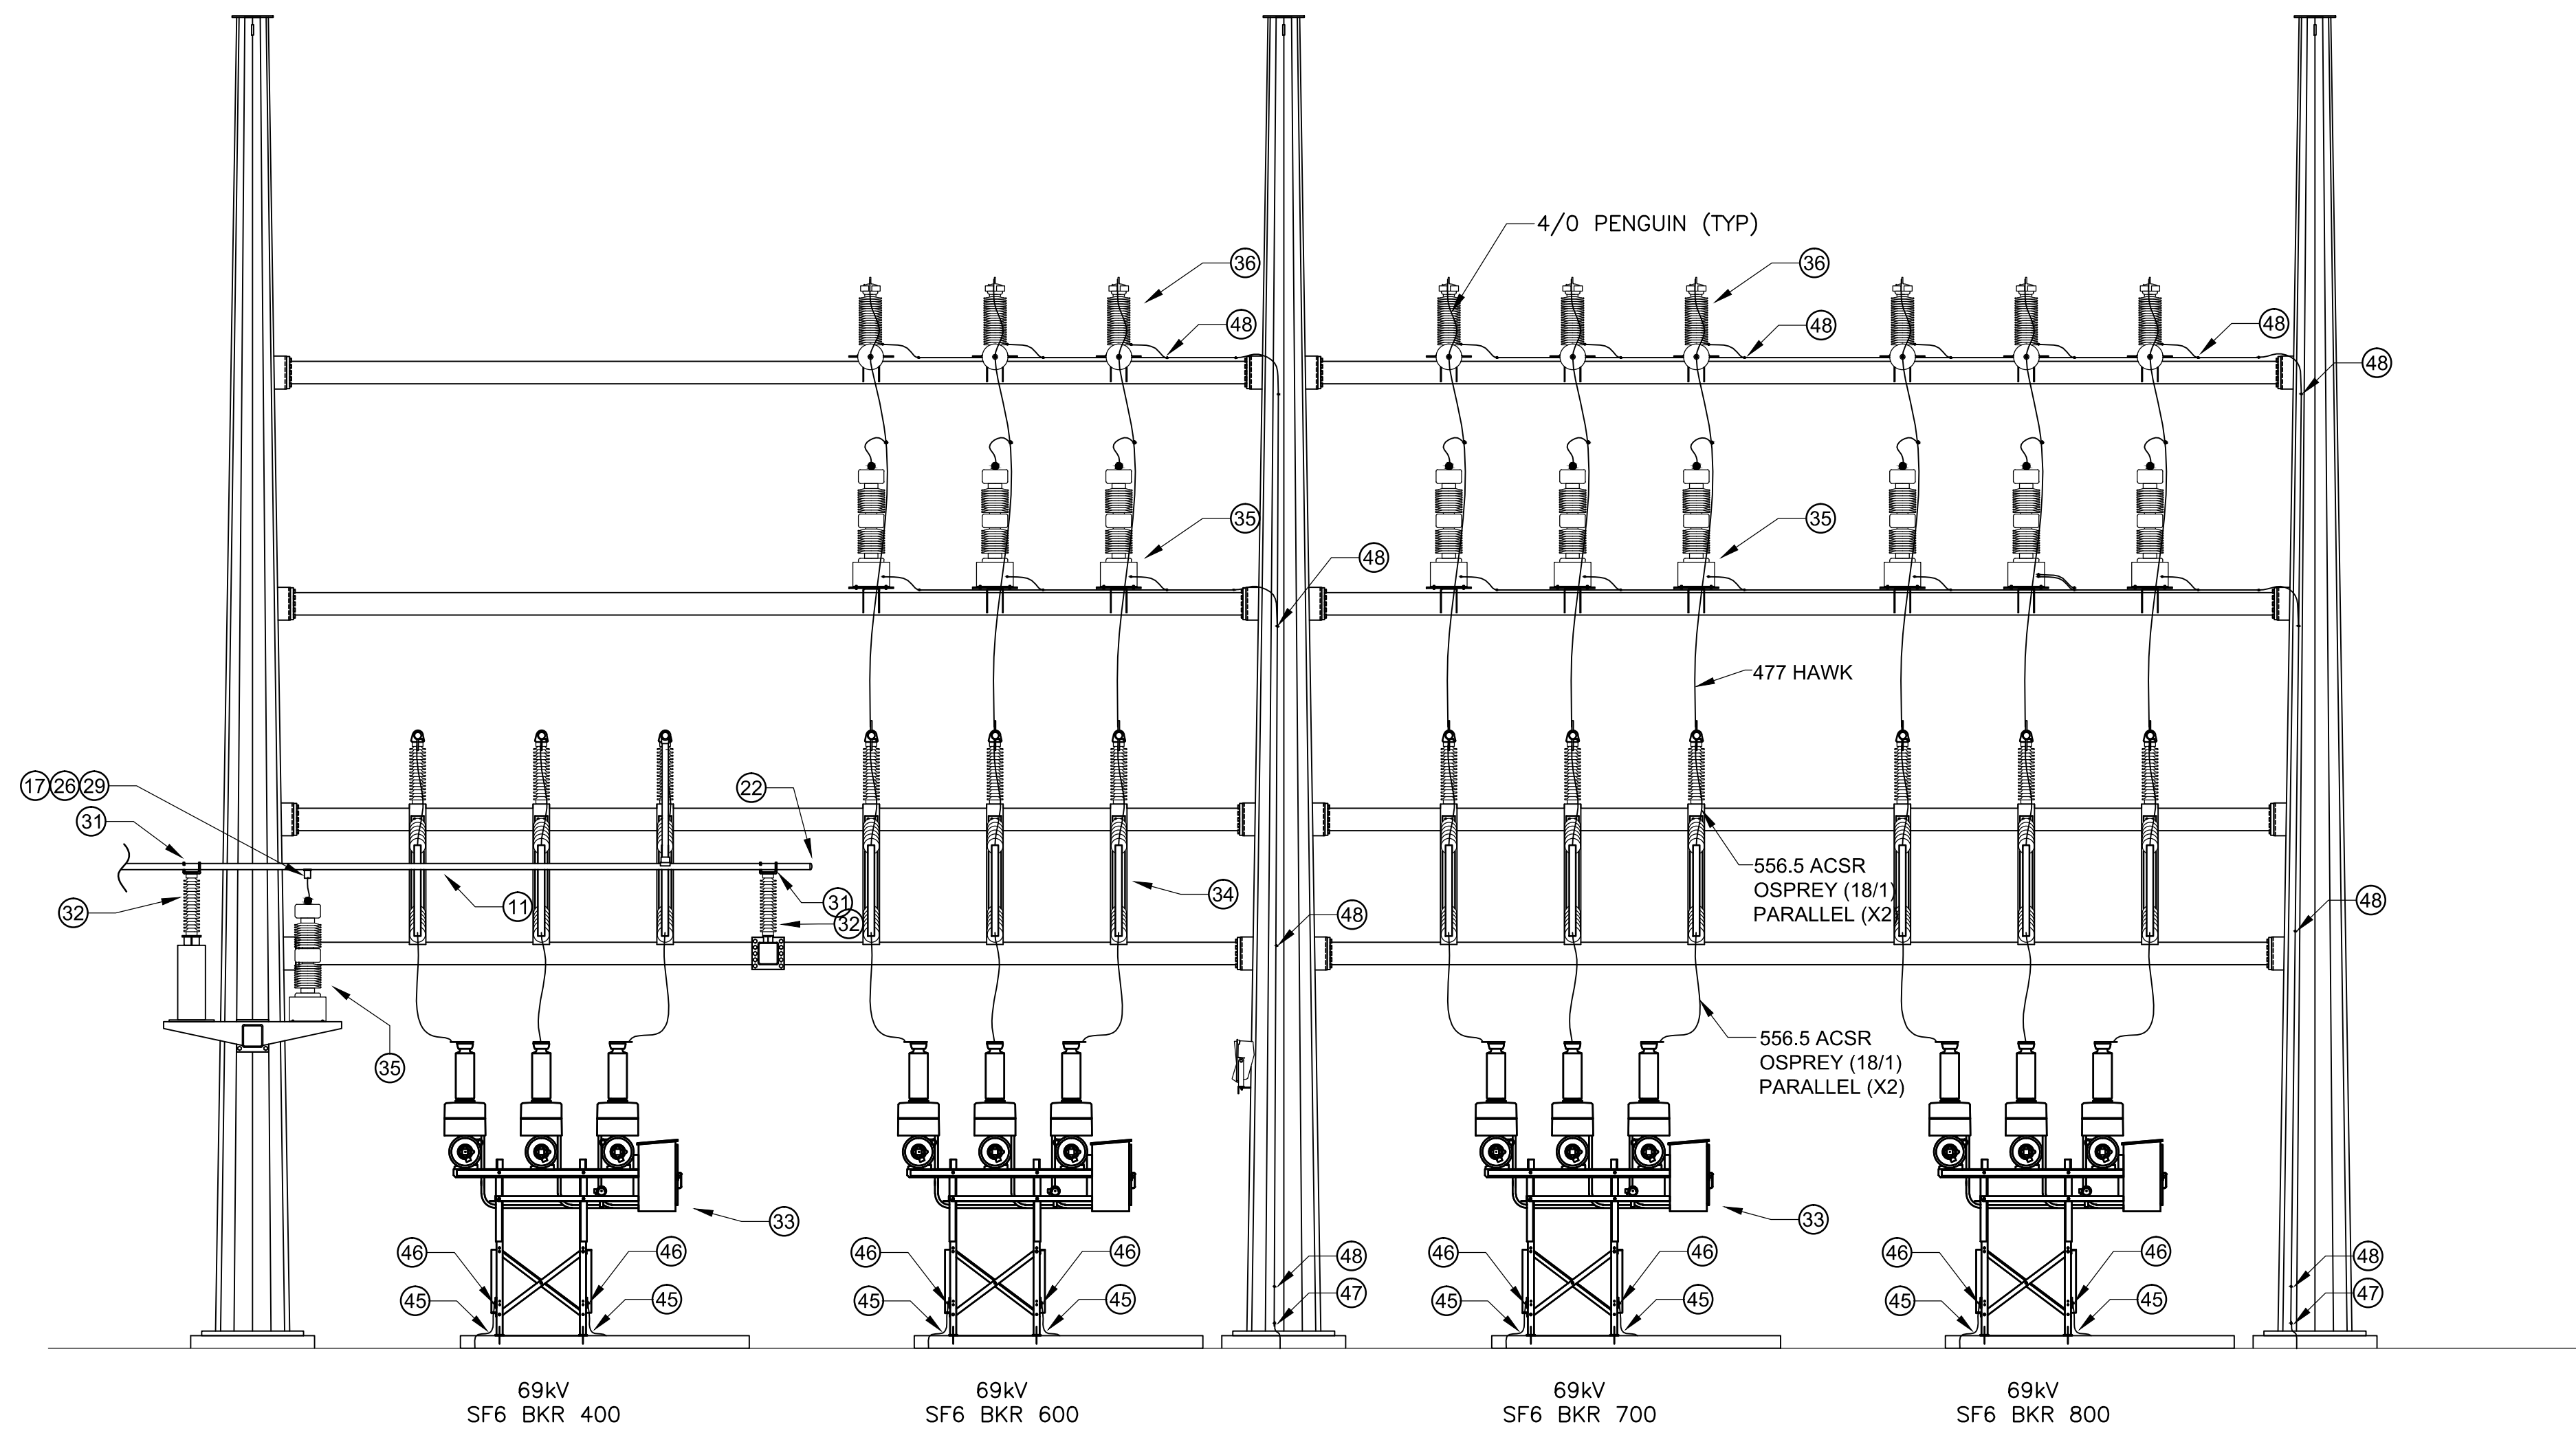 4/0 PENGUIN (TYP)
36
36
48
48
48
48
35
35
48
477 HAWK
17 26 29
22
31
556.5 ACSR
OSPREY (18/1)
PARALLEL (X2)
11
31
34
32
32
48
48
556.5 ACSR
OSPREY (18/1)
PARALLEL (X2)
35
33
33
46
46
46
46
46
46
46
46
48
48
45
45
45
45
45
45
45
45
47
47
69kV
SF6 BKR 400
69kV
SF6 BKR 600
69kV
SF6 BKR 700
69kV
SF6 BKR 800